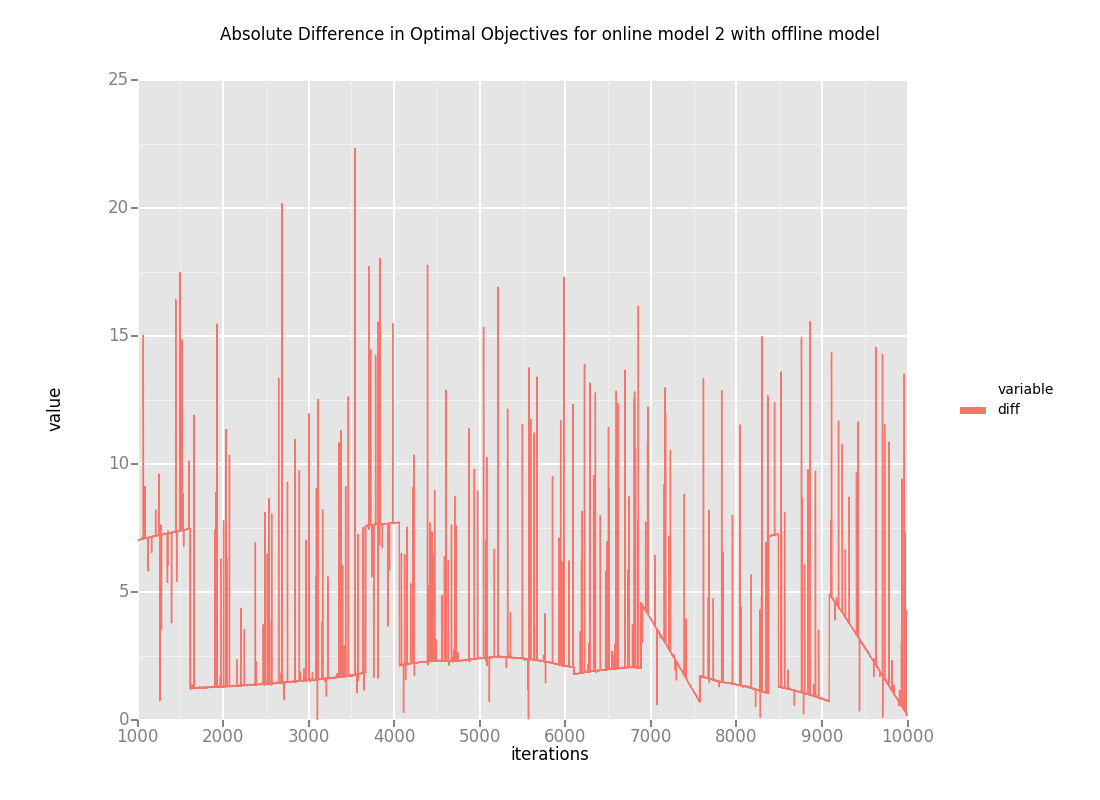 Absolute Difference in Optimal Objectives for online model 2 with offline model
25
20
15
10
5
0
value
1000 2000 3000 4000 5000 6000 7000 8000 9000 10000
iterations
variable
diff